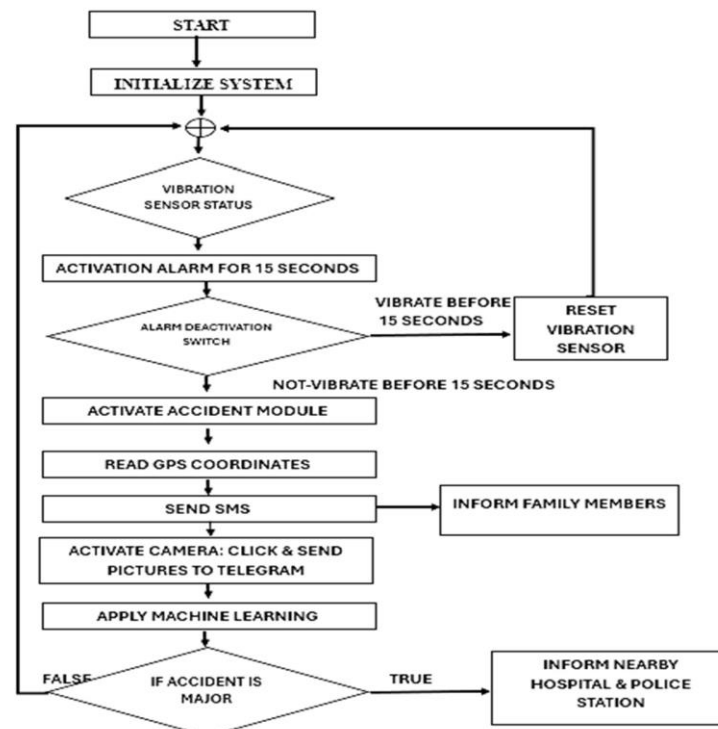 START
INITIALIZE SYSTEM
VIBRATION
SENSOR STATUS
ACTIVATION ALARM FOR 15 SECONDS
ALARM DEACTIVATION
SWITCH
VIBRATE BEFORE
15 SECONDS
RESET
VIBRATION
SENSOR
NOT-VIBRATE BEFORE 15 SECONDS
ACTIVATE ACCIDENT MODULE
READ GPS COORDINATES
SEND SMS
INFORM FAMILY MEMBERS
ACTIVATE CAMERA: CLICK & SEND
PICTURES TO TELEGRAM
APPLY MACHINE LEARNING
FALSE
IF ACCIDENT IS
MAJOR
TRUE
INFORM NEARBY
HOSPITAL & POLICE
STATION